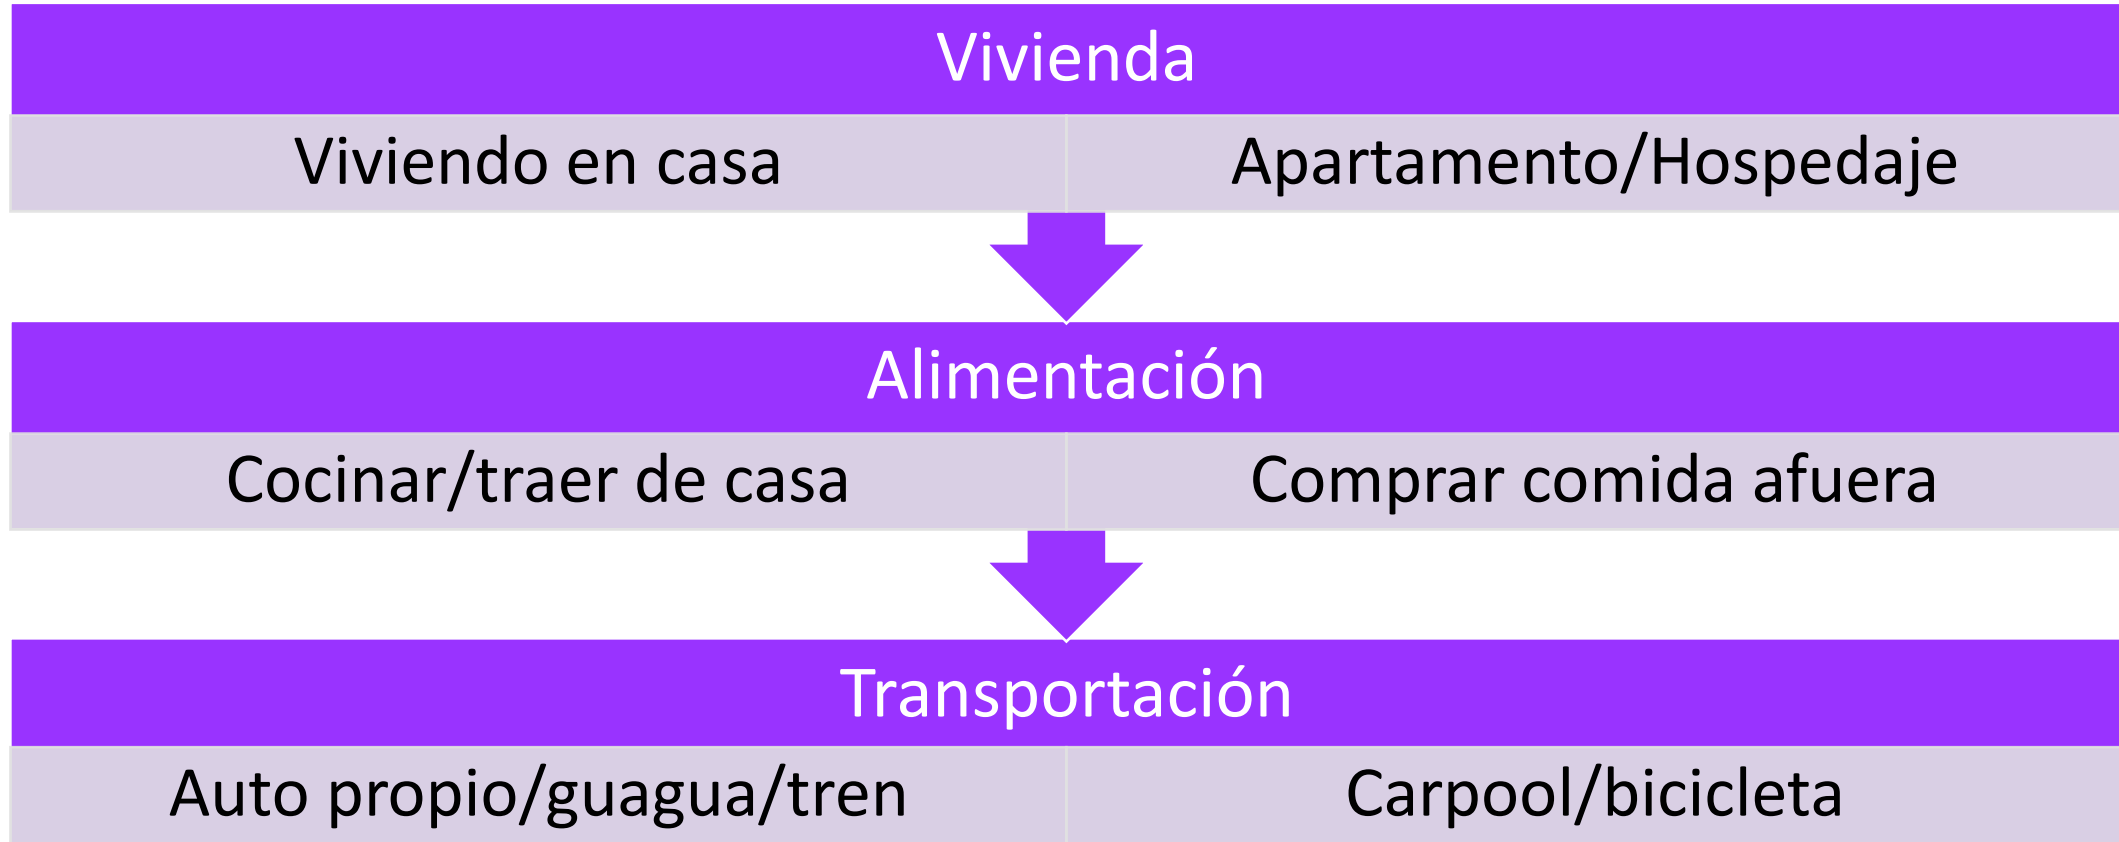 Vivienda
Viviendo en casa
Apartamento/Hospedaje
Alimentación
Cocinar/traer de casa
Comprar comida afuera
Transportación
Auto propio/guagua/tren
Carpool/bicicleta